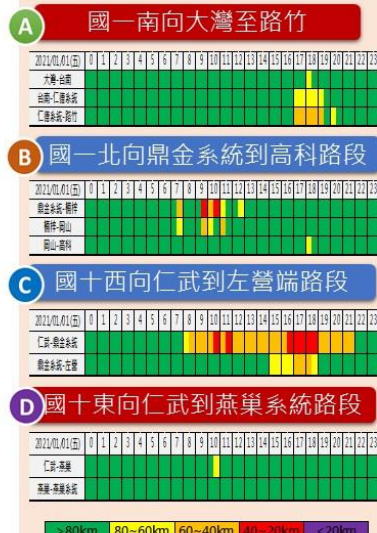 A 國一南向大灣至路竹
2021/01/01(五) 0 1 2 3 4 5 6 7 8 9 10 11 12 13 14 15 16 17 18 19 20 21 22 23
大灣-台南
台南-仁德系統
仁德系統-路竹
B 國一北向鼎金系統到高科路段
2021/01/01(五) 0 1 2 3 4 5 6 7 8 9 10 11 12 13 14 15 16 17 18 19 20 21 22 23
鼎金系統-楠梓
楠梓-岡山
岡山-高科
C 國十西向仁武到左營端路段
2021/01/01(五) 0 1 2 3 4 5 6 7 8 9 10 11 12 13 14 15 16 17 18 19 20 21 22 23
仁武-鼎金系統
鼎金系統-左營
D 國十東向仁武到燕巢系統路段
2021/01/01(五) 0 1 2 3 4 5 6 7 8 9 10 11 12 13 14 15 16 17 18 19 20 21 22 23
仁武-燕巢
燕巢-燕巢系統
>80km 80~60km 60~40km 40~20km <20km